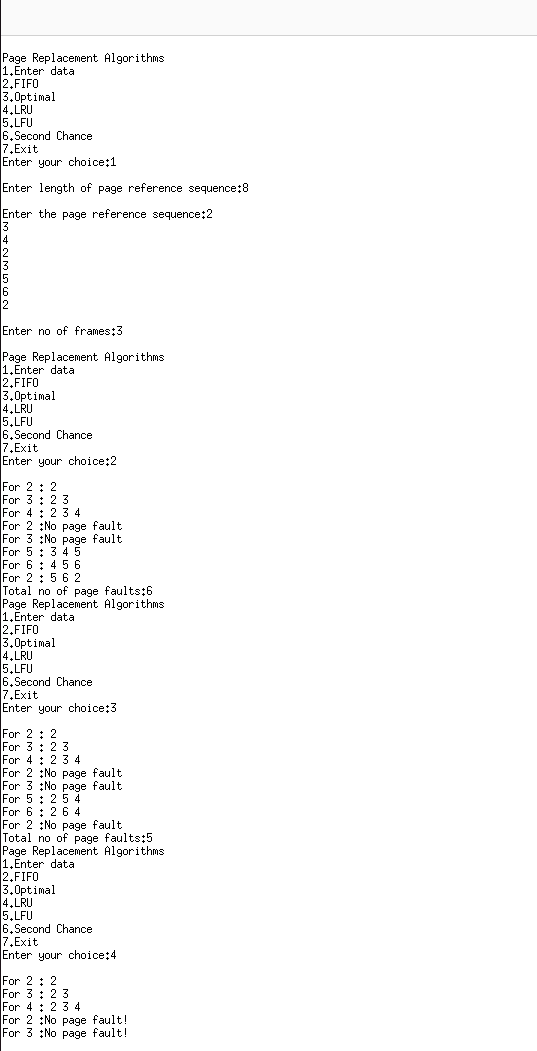 Page Replacement Algorithms
1.Enter data
2.FIFO
3.Optimal
4.LRU
5.LFU
6.Second Chance
7.Exit
Enter your choice:1
Enter length of page reference sequence:8
Enter the page reference sequence:2
3
4
2
3
5
6
2
Enter no of frames:3
Page Replacement Algorithms
1.Enter data
2.FIFO
3.Optimal
4.LRU
5.LFU
6.Second Chance
7.Exit
Enter your choice:2
For 2 : 2
For 3 : 2 3
For 4 : 2 3 4
For 2 :No page fault
For 3 :No page fault
For 5 : 3 4 5
For 6 : 4 5 6
For 2 : 5 6 2
Total no of page faults:6
Page Replacement Algorithms
1.Enter data
2.FIFO
3.Optimal
4.LRU
5.LFU
6.Second Chance
7.Exit
Enter your choice:3
For 2 : 2
For 3 : 2 3
For 4 : 2 3 4
For 2 :No page fault
For 3 :No page fault
For 5 : 2 5 4
For 6 : 2 6 4
For 2 :No page fault
Total no of page faults:5
Page Replacement Algorithms
1.Enter data
2.FIFO
3.Optimal
4.LRU
5.LFU
6.Second Chance
7.Exit
Enter your choice:4
For 2 : 2
For 3 : 2 3
For 4 : 2 3 4
For 2 :No page fault!
For 3 :No page fault!